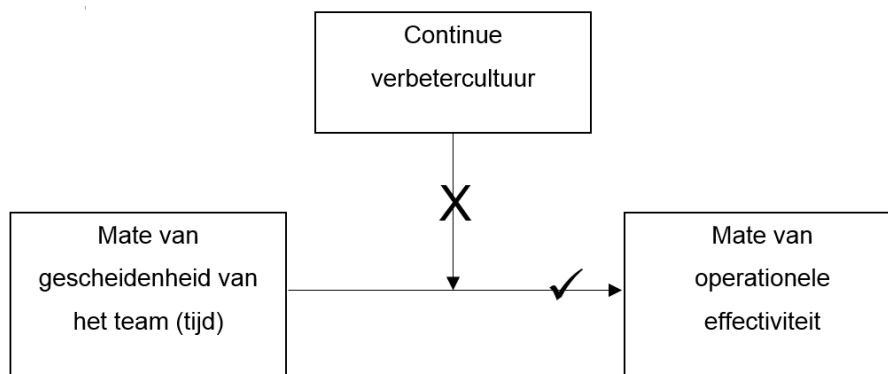 Continue
verbetercultuur
X
Mate van
gescheidenheid van
het team (tijd)
✓
Mate van
operationele
effectiviteit